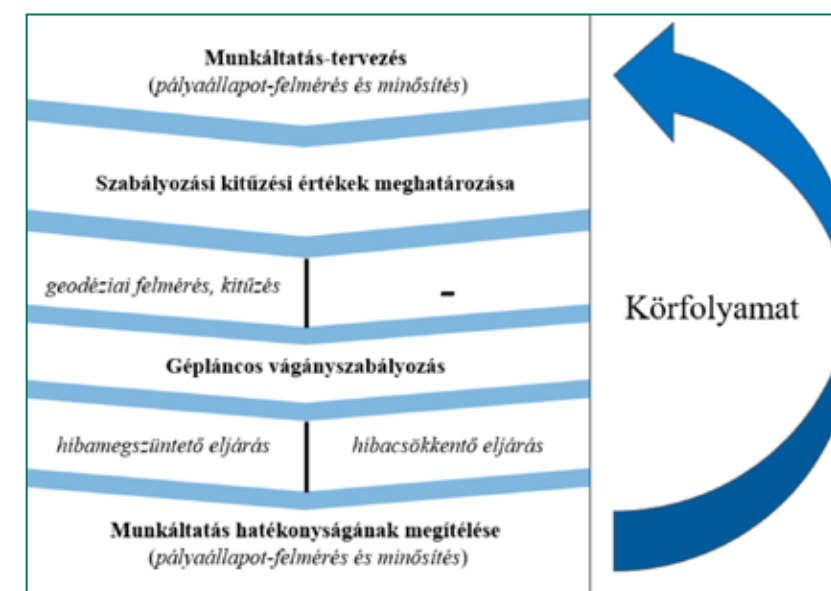 Munkáltatás-tervezés
(pályaállapot-felmérés és minősítés)
Szabályozási kitűzési értékek meghatározása
geodéziai felmérés, kitűzés
-
Gépláncos vágányszabályozás
hibamegszüntető eljárás
hibacsökkentő eljárás
Munkáltatás hatékonyságának megítélése
(pályaállapot-felmérés és minősítés)
Körfolyamat